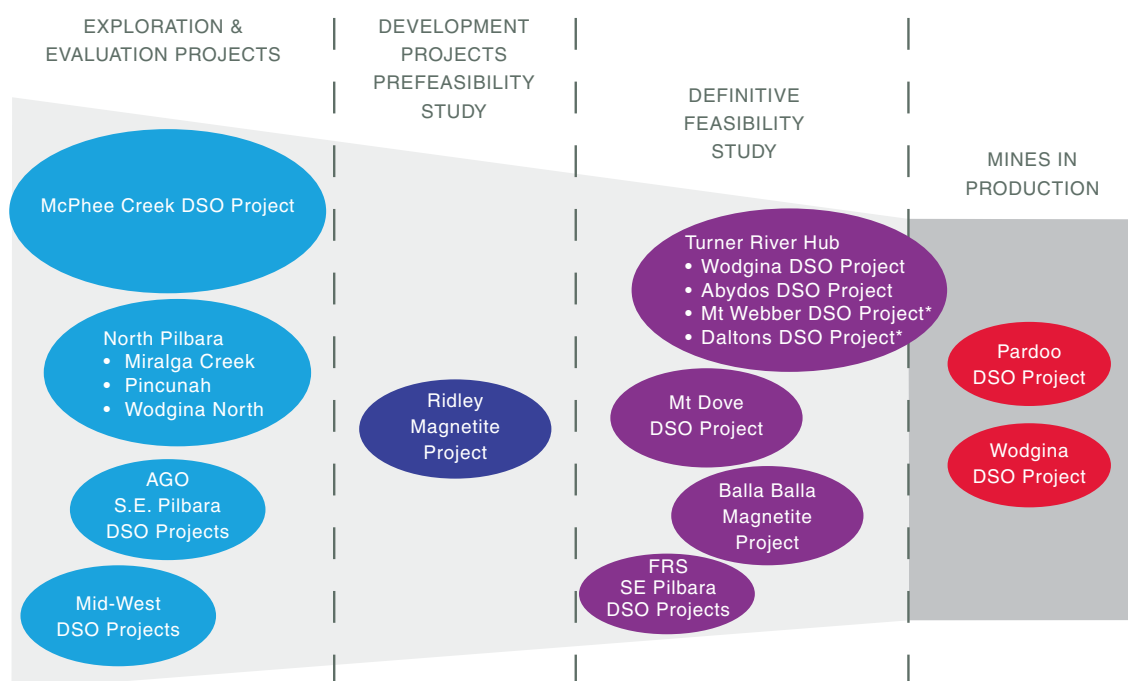 EXPLORATION &
EVALUATION PROJECTS
DEVELOPMENT
PROJECTS
PREFEASIBILITY
STUDY
DEFINITIVE
FEASIBILITY
STUDY
MINES IN
PRODUCTION
McPhee Creek DSO Project
North Pilbara
• Miralga Creek
• Pincunah
• Wodgina North
AGO
S.E. Pilbara
DSO Projects
Mid-West
DSO Projects
Ridley
Magnetite
Project
Turner River Hub
• Wodgina DSO Project
• Abydos DSO Project
• Mt Webber DSO Project*
• Daltons DSO Project*
Mt Dove
DSO Project
Balla Balla
Magnetite
Project
FRS
SE Pilbara
DSO Projects
Pardoo
DSO Project
Wodgina
DSO Project